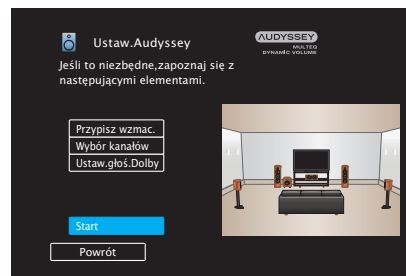 Ustaw.Audyssey
AUDYSSEY
MULTEQ
DYNAMIC VOLUME
Jeśli to niezbędne,zapoznaj się z
następującymi elementami.
Przypisz wzmac.
Wybór kanałów
Ustaw.głoś.Dolby
Start
Powrót